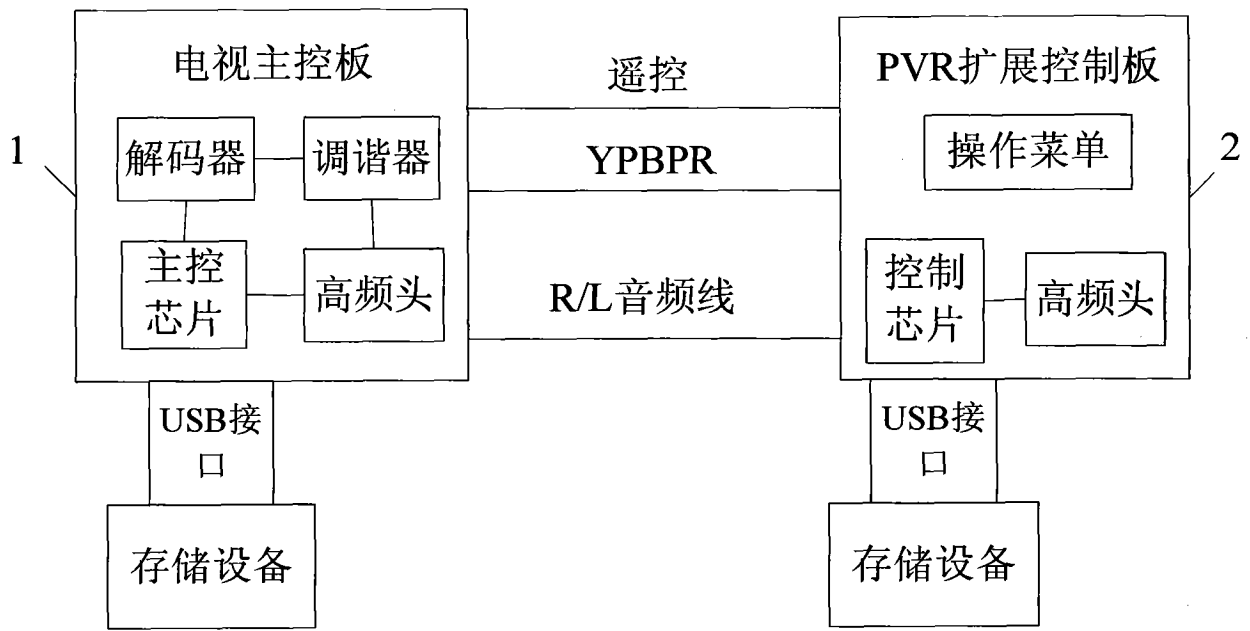 电视主控板
遥控
PVR扩展控制板
1
解码器
调谐器
YPBPR
操作菜单
2
主控
芯片
高频头
R/L音频线
控制
芯片
高频头
USB接
口
USB接
口
存储设备
存储设备